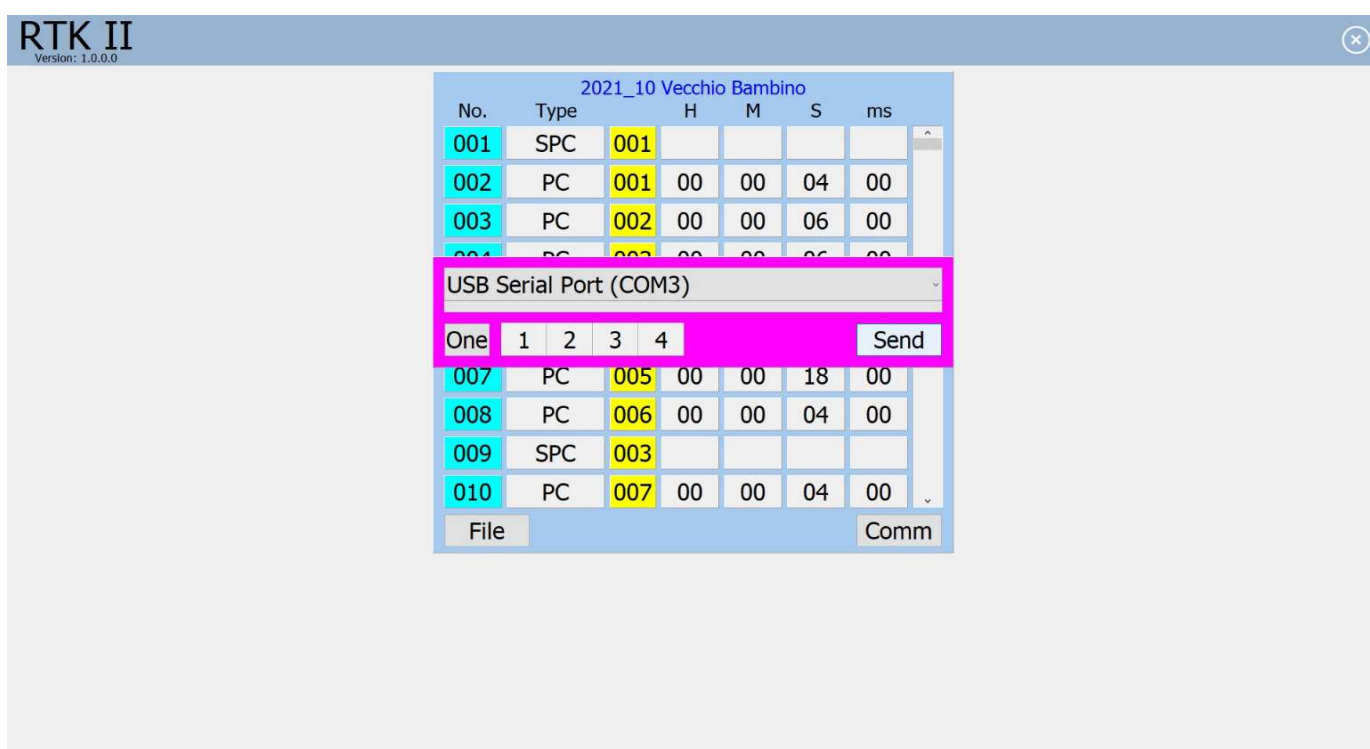 RTK II
Version: 1.0.0.0
2021_10 Vecchio Bambino
No. Type H M S ms
001 SPC 001
002 PC 001 00 00 04 00
003 PC 002 00 00 06 00
USB Serial Port (COM3)
One 1 2 3 4 Send
007 PC 005 00 00 18 00
008 PC 006 00 00 04 00
009 SPC 003
010 PC 007 00 00 04 00
File Comm